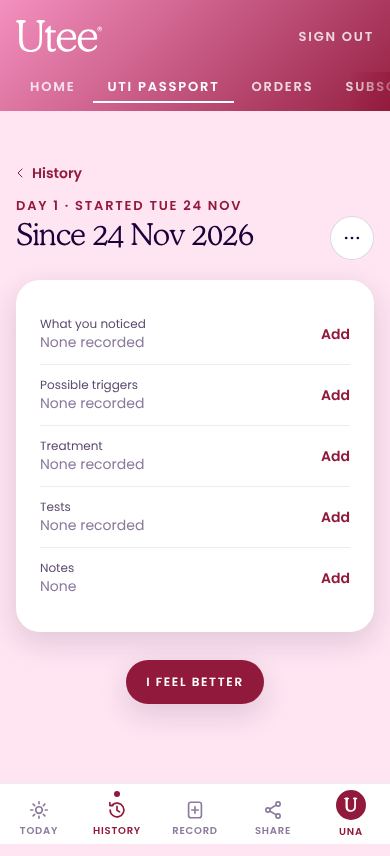 Utee®
SIGN OUT
HOME UTI PASSPORT ORDERS
History
DAY 1 · STARTED TUE 24 NOV
Since 24 Nov 2026
What you noticed
None recorded
Add
Possible triggers
None recorded
Add
Treatment
None recorded
Add
Tests
None recorded
Add
Notes
None
Add
I FEEL BETTER
TODAY HISTORY RECORD SHARE U UNA